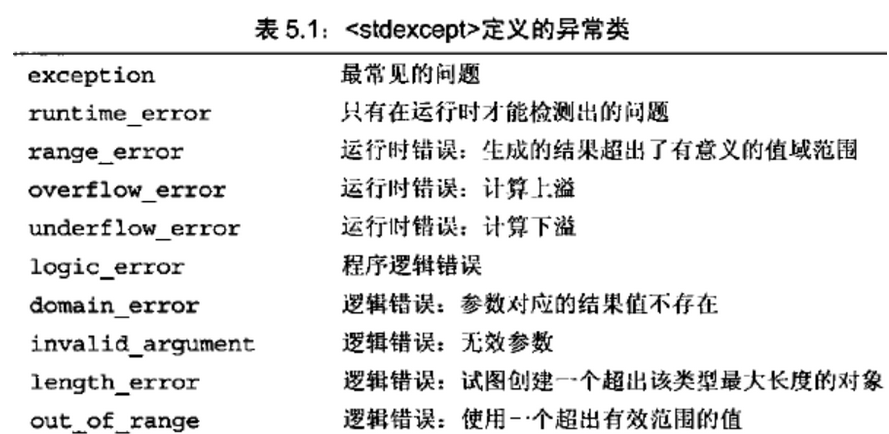 表 5.1：<stdexcept>定义的异常类
exception 最常见的问题
runtime_error 只有在运行时才能检测出的问题
range_error 运行时错误：生成的结果超出了有意义的值域范围
overflow_error 运行时错误：计算上溢
underflow_error 运行时错误：计算下溢
logic_error 程序逻辑错误
domain_error 逻辑错误：参数对应的结果值不存在
invalid_argument 逻辑错误：无效参数
length_error 逻辑错误：试图创建一个超出该类型最大长度的对象
out_of_range 逻辑错误：使用一个超出有效范围的值